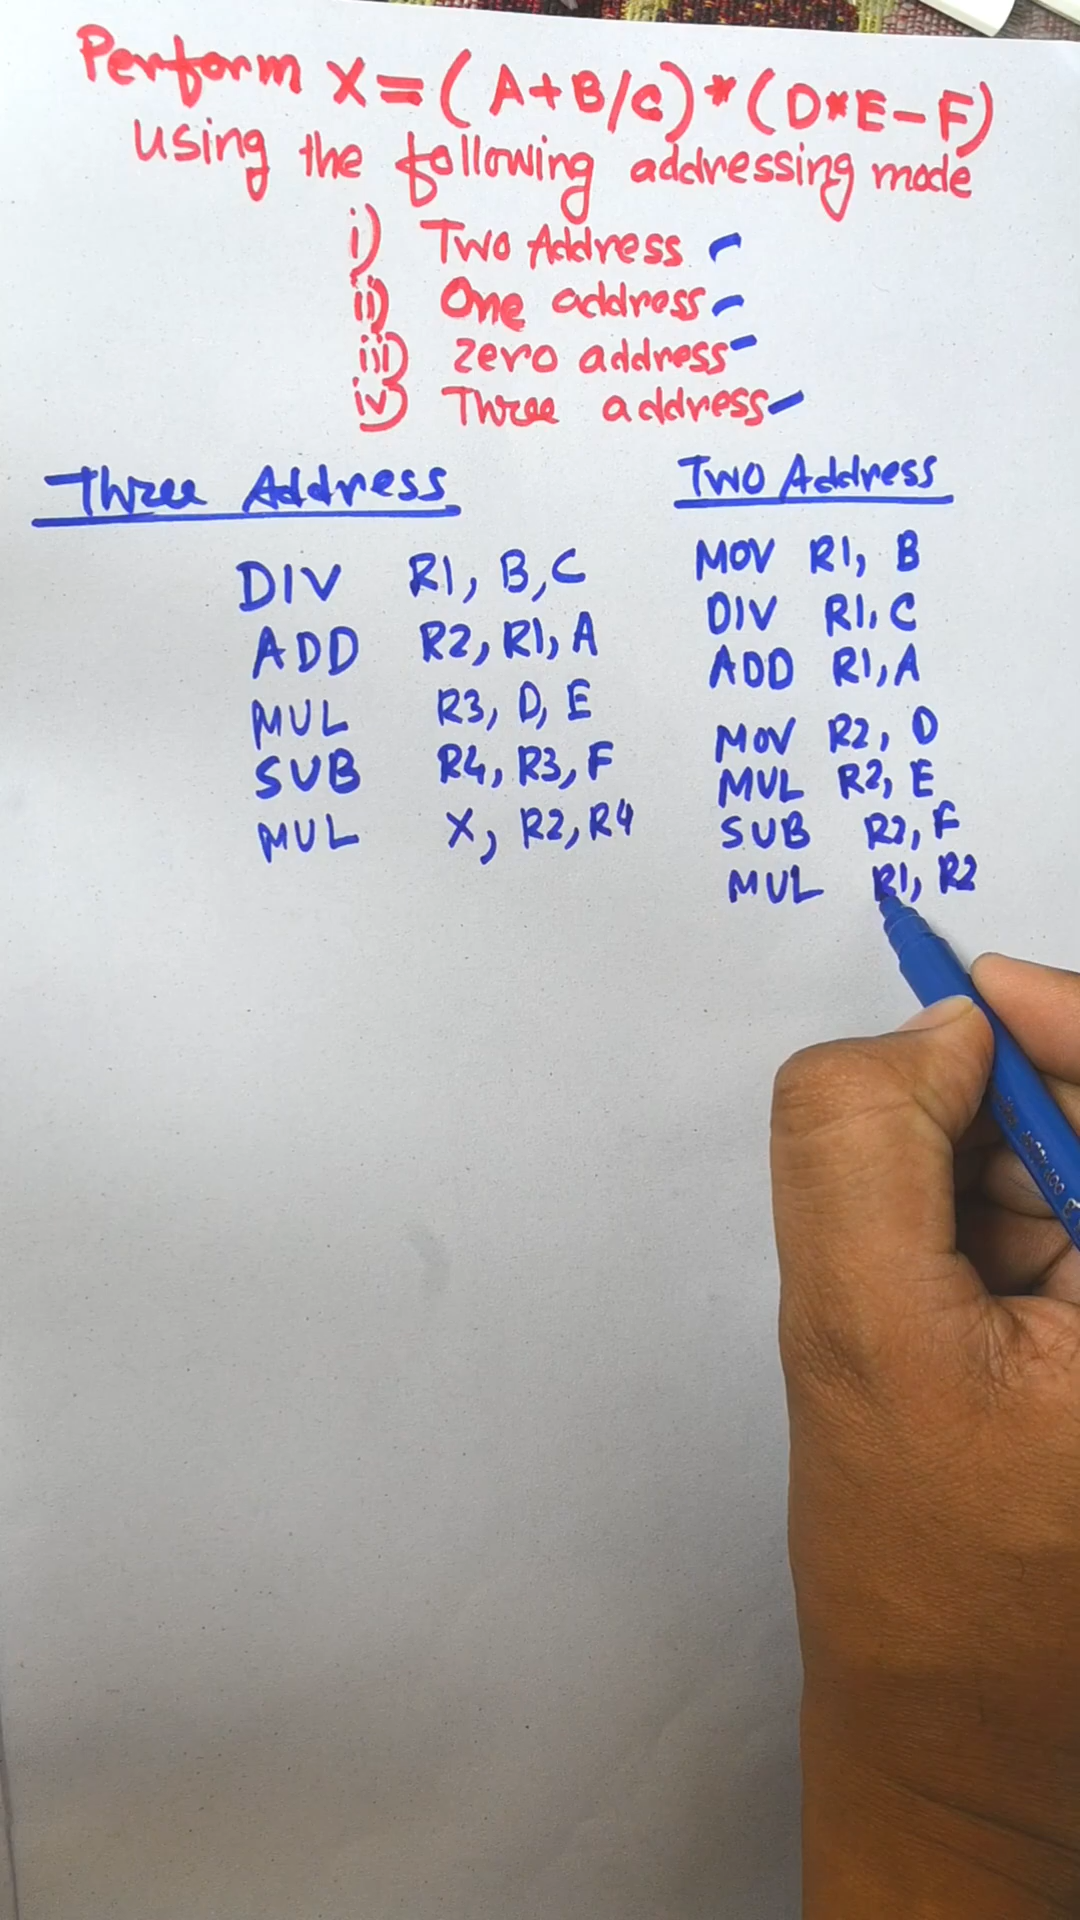 Perform X=(A+B/C)*(D*E-F)
using the following addressing mode
i) Two Address
ii) One address
iii) zero address
iv) Three address
Three Address
DIV R1, B,C
ADD R2, R1, A
MUL R3, D, E
SUB R4, R3, F
MUL X, R2, R4
Two Address
MOV R1, B
DIV R1, C
ADD R1, A
MOV R2, D
MUL R2, E
SUB R2, F
MUL R1, R2